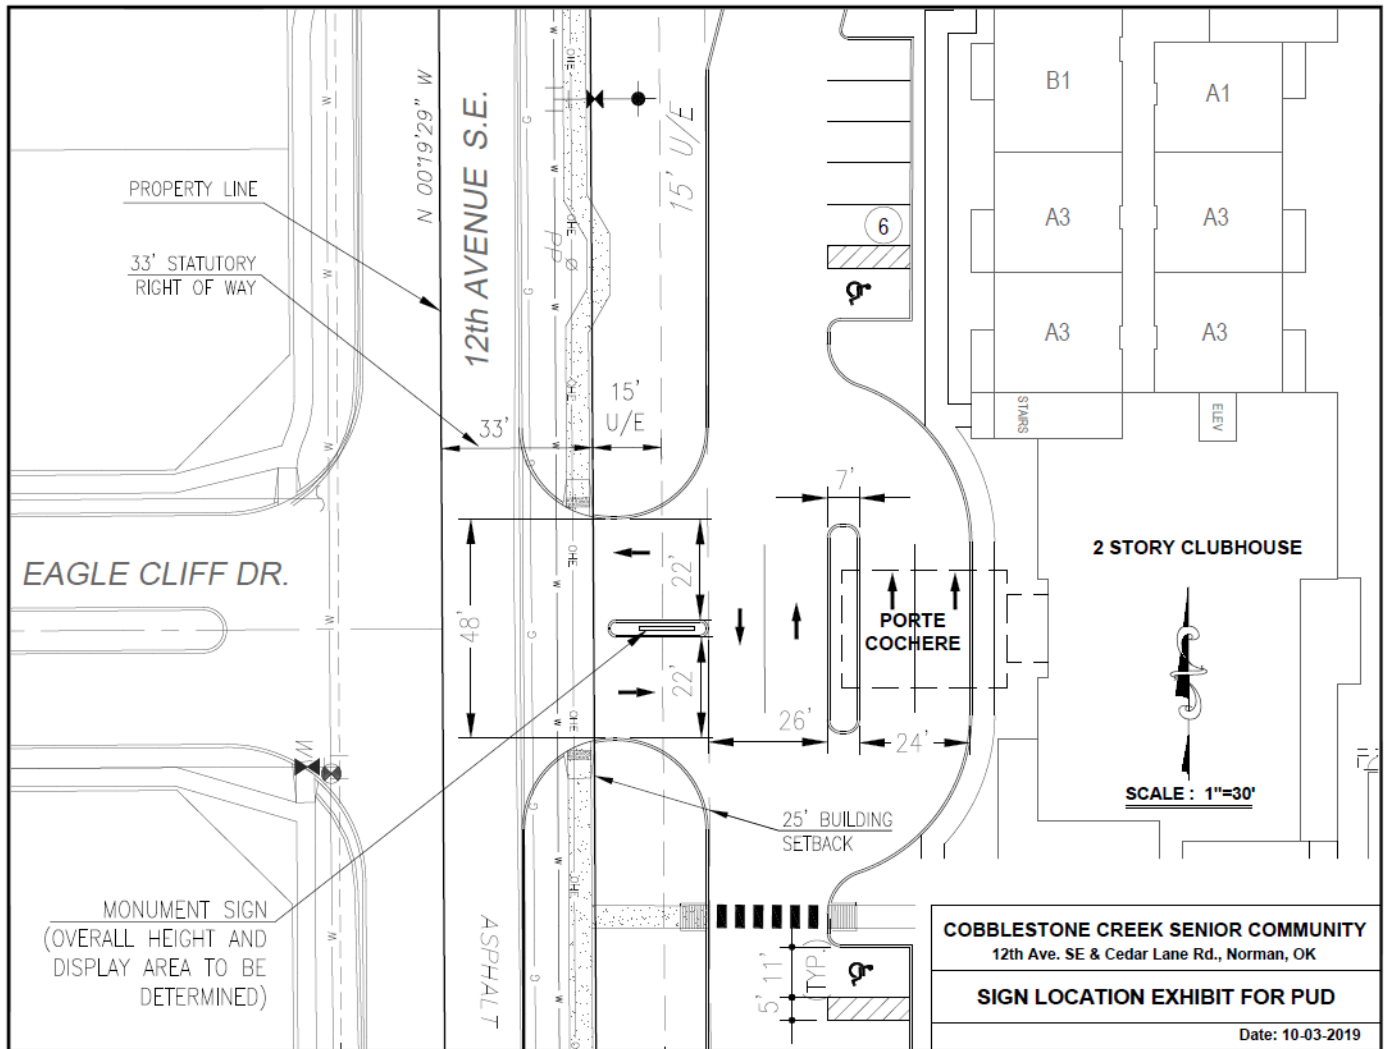 N 00°19'29" W
12th AVENUE S.E.
15' U/E
OHE
PP
B1
A1
A3
A3
A3
A3
STAIRS
ELEV
PROPERTY LINE
33' STATUTORY
RIGHT OF WAY
6
33'
15'
U/E
7'
EAGLE CLIFF DR.
48'
22'
22'
26'
24'
PORTE
COCHERE
2 STORY CLUBHOUSE
SCALE : 1"=30'
25' BUILDING
SETBACK
MONUMENT SIGN
(OVERALL HEIGHT AND
DISPLAY AREA TO BE
DETERMINED)
ASPHALT
W
G
5'
11'
(TYP.)
COBBLESTONE CREEK SENIOR COMMUNITY
12th Ave. SE & Cedar Lane Rd., Norman, OK
SIGN LOCATION EXHIBIT FOR PUD
Date: 10-03-2019